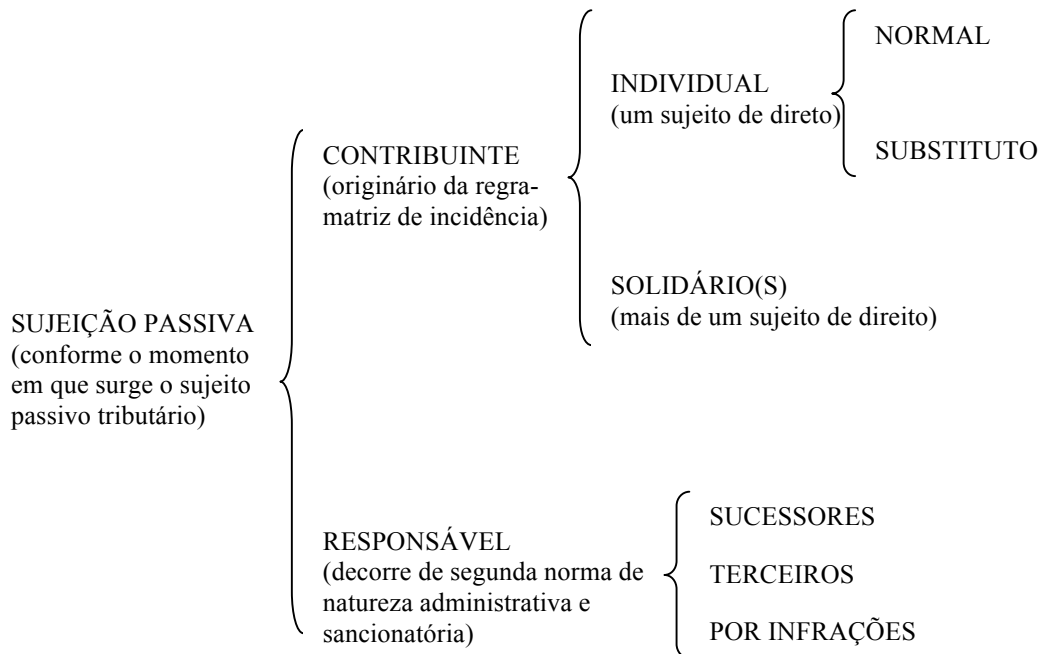 SUJEIÇÃO PASSIVA
(conforme o momento
em que surge o sujeito
passivo tributário)
CONTRIBUINTE
(originário da regra-
matriz de incidência)
INDIVIDUAL
(um sujeito de direto)
NORMAL
SUBSTITUTO
SOLIDÁRIO(S)
(mais de um sujeito de direito)
RESPONSÁVEL
(decorre de segunda norma de
natureza administrativa e
sancionatória)
SUCESSORES
TERCEIROS
POR INFRAÇÕES